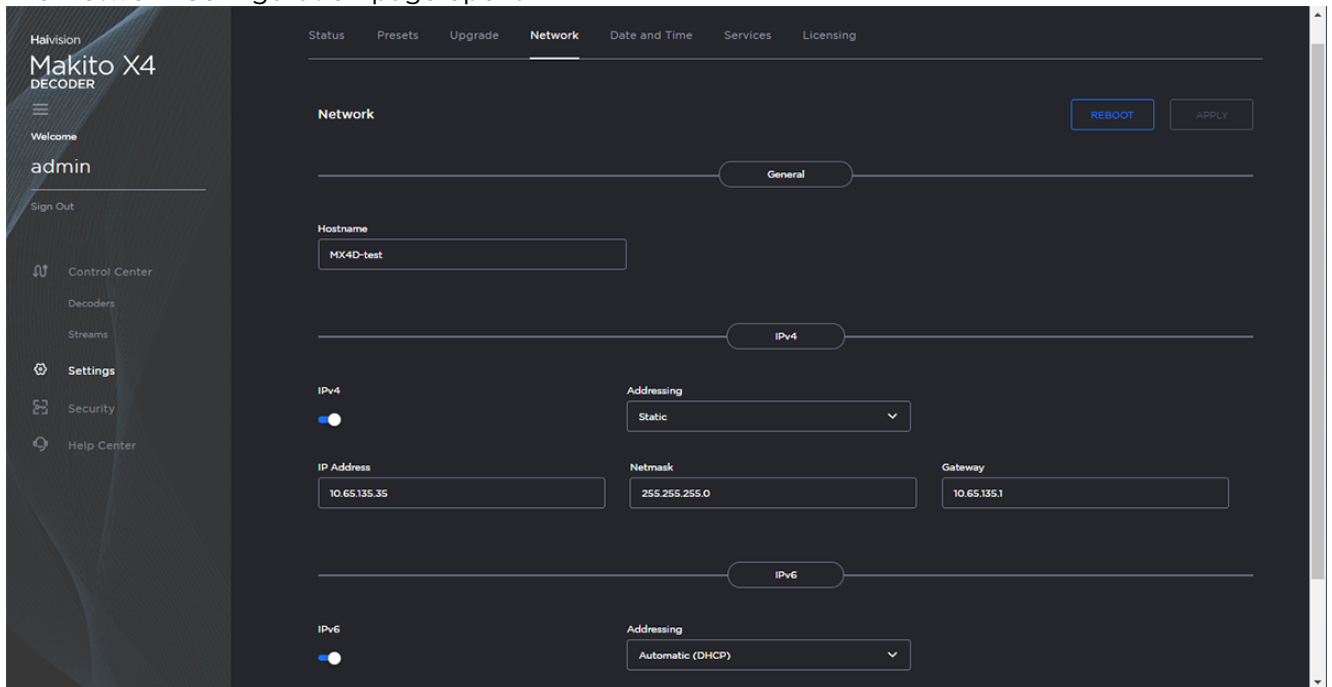 Haivision
Makito X4
DECODER
Welcome
admin
Sign Out
Control Center
Decoders
Streams
Settings
Security
Help Center
Status Presets Upgrade Network Date and Time Services Licensing
Network
REBOOT APPLY
General
Hostname
MX4D-test
IPv4
IPv4 Addressing
Static
IP Address Netmask Gateway
10.65.135.35 255.255.255.0 10.65.135.1
IPv6
IPv6 Addressing
Automatic (DHCP)